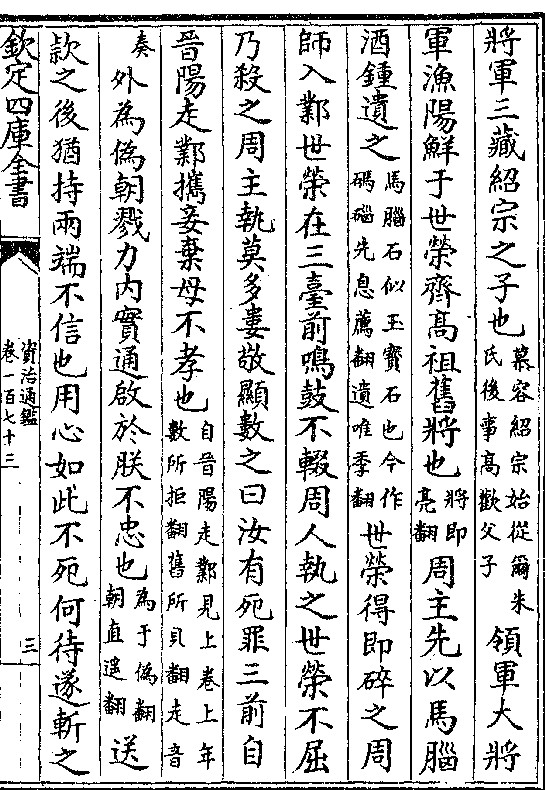 將軍三藏紹宗之子也慕容紹宗始從爾朱氏後事高歡父子領軍大將
軍漁陽鮮于世榮齊髙祖舊將也將即亮翻周主先以馬腦
酒鍾遺之馬腦石似玉寳石也今作碼碯先息薦翻遺唯季翻世榮得即碎之周
師入鄴世榮在三臺前鳴鼓不輟周人執之世榮不屈
乃殺之周主執莫多婁敬顯數之曰汝有死罪三前自
晉陽走鄴攜妾棄母不孝也自晉陽走鄴見上卷上年數所拒翻舊所具翻走音奏
外為偽朝戮力内實通啟於朕不忠也為于偽翻朝直遥翻送
款之後猶持兩端不信也用心如此不死何待遂斬之
欽定四庫全書
資治通鑑
卷一百七十三
三